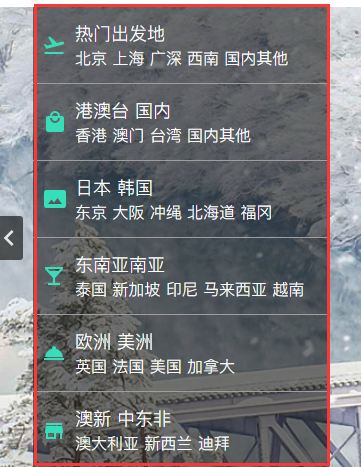 热门出发地
北京 上海 广深 西南 国内其他
港澳台 国内
香港 澳门 台湾 国内其他
日本 韩国
东京 大阪 冲绳 北海道 福冈
东南亚南亚
泰国 新加坡 印尼 马来西亚 越南
欧洲 美洲
英国 法国 美国 加拿大
澳新 中东非
澳大利亚 新西兰 迪拜